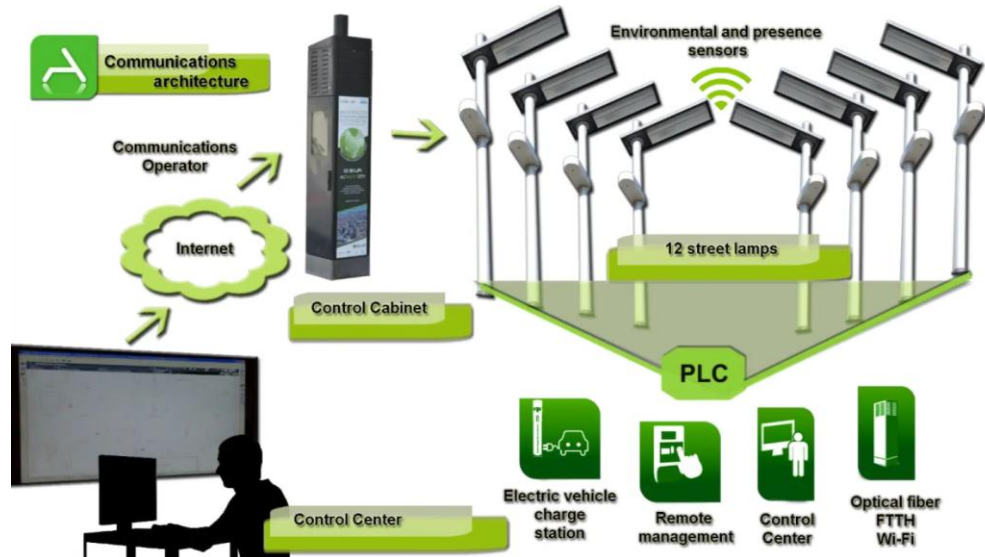 Communications
architecture
Communications
Operator
Internet
Control Cabinet
Environmental and presence
sensors
12 street lamps
PLC
Control Center
Electric vehicle
charge
station
Remote
management
Control
Center
Optical fiber
FTTH
Wi-Fi